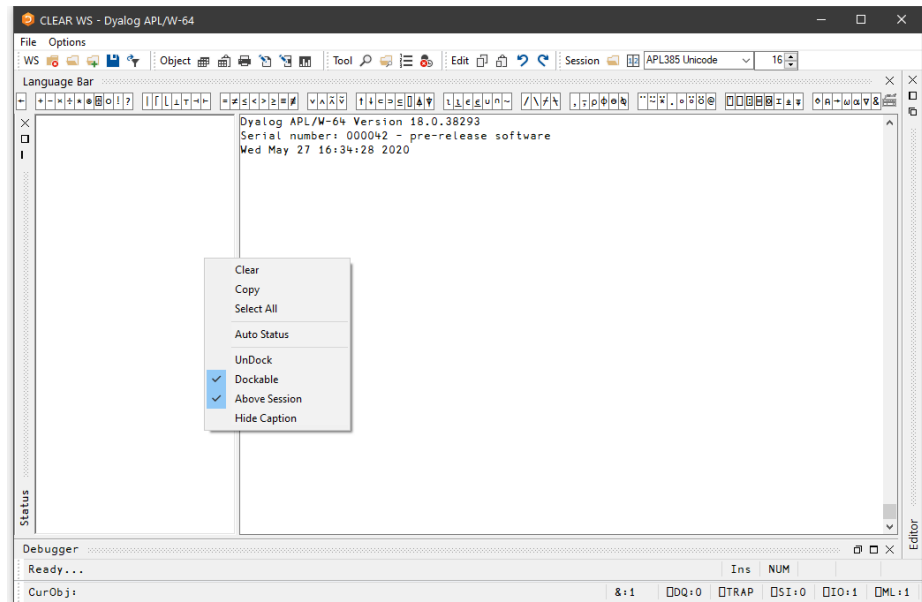 CLEAR WS - Dyalog APL/W-64
File Options
WS Object Tool Edit Session APL385 Unicode 16
Language Bar
← + - × ÷ * ⍟ ⌹ ○ ! ? | ⌈ ⌊ ⊥ ⊤ ⊣ ⊢ = ≠ ≤ < > ≥ ≡ ≢ ∨ ∧ ⍲ ⍱ ↑ ↓ ⊂ ⊃ ⊆ ⌷ ⍋ ⍒ ⍳ ⍸ ∊ ⍷ ∪ ∩ ~ / \ ⌿ ⍀ , ⍪ ⍴ ⌽ ⊖ ⍉ ¨ ⍨ ⍣ . ∘ ⍤ ⍥ @ ⎕ ⍠ ⌸ ⌺ ⌶ ⍎ ⍕ ⋄ ⍝ → ⍵ ⍺ ∇ &
Dyalog APL/W-64 Version 18.0.38293
Serial number: 000042 - pre-release software
Wed May 27 16:34:28 2020
Clear
Copy
Select All
Auto Status
UnDock
Dockable
Above Session
Hide Caption
Status
Editor
Debugger
Ready... Ins NUM
CurObj: &:1 ⎕DQ:0 ⎕TRAP ⎕SI:0 ⎕IO:1 ⎕ML:1